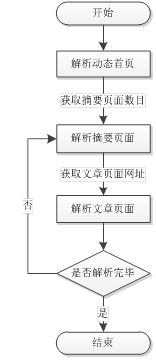 开始
解析动态首页
获取摘要页面数目
解析摘要页面
获取文章页面网址
解析文章页面
否
是否解析完毕
是
结束